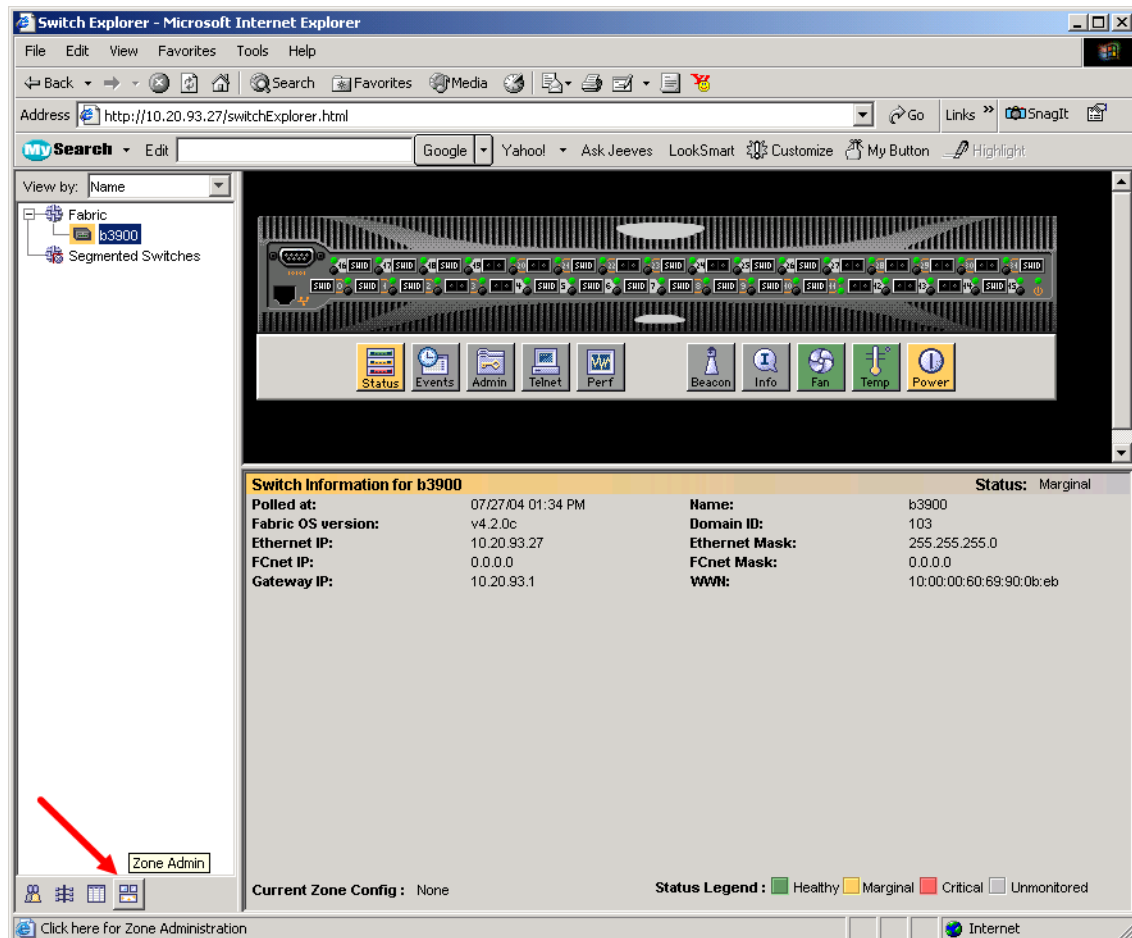 Switch Explorer - Microsoft Internet Explorer
File Edit View Favorites Tools Help
Back Search Favorites Media
Address http://10.20.93.27/switchExplorer.html Go Links » SnagIt
My Search Edit Google Yahoo! Ask Jeeves LookSmart Customize My Button Highlight
View by: Name
Fabric
b3900
Segmented Switches
Status Events Admin Telnet Perf Beacon Info Fan Temp Power
Switch Information for b3900 Status: Marginal
Polled at: 07/27/04 01:34 PM Name: b3900
Fabric OS version: v4.2.0c Domain ID: 103
Ethernet IP: 10.20.93.27 Ethernet Mask: 255.255.255.0
FCnet IP: 0.0.0.0 FCnet Mask: 0.0.0.0
Gateway IP: 10.20.93.1 WWN: 10:00:00:60:69:90:0b:eb
Zone Admin
Current Zone Config : None Status Legend : Healthy Marginal Critical Unmonitored
Click here for Zone Administration Internet